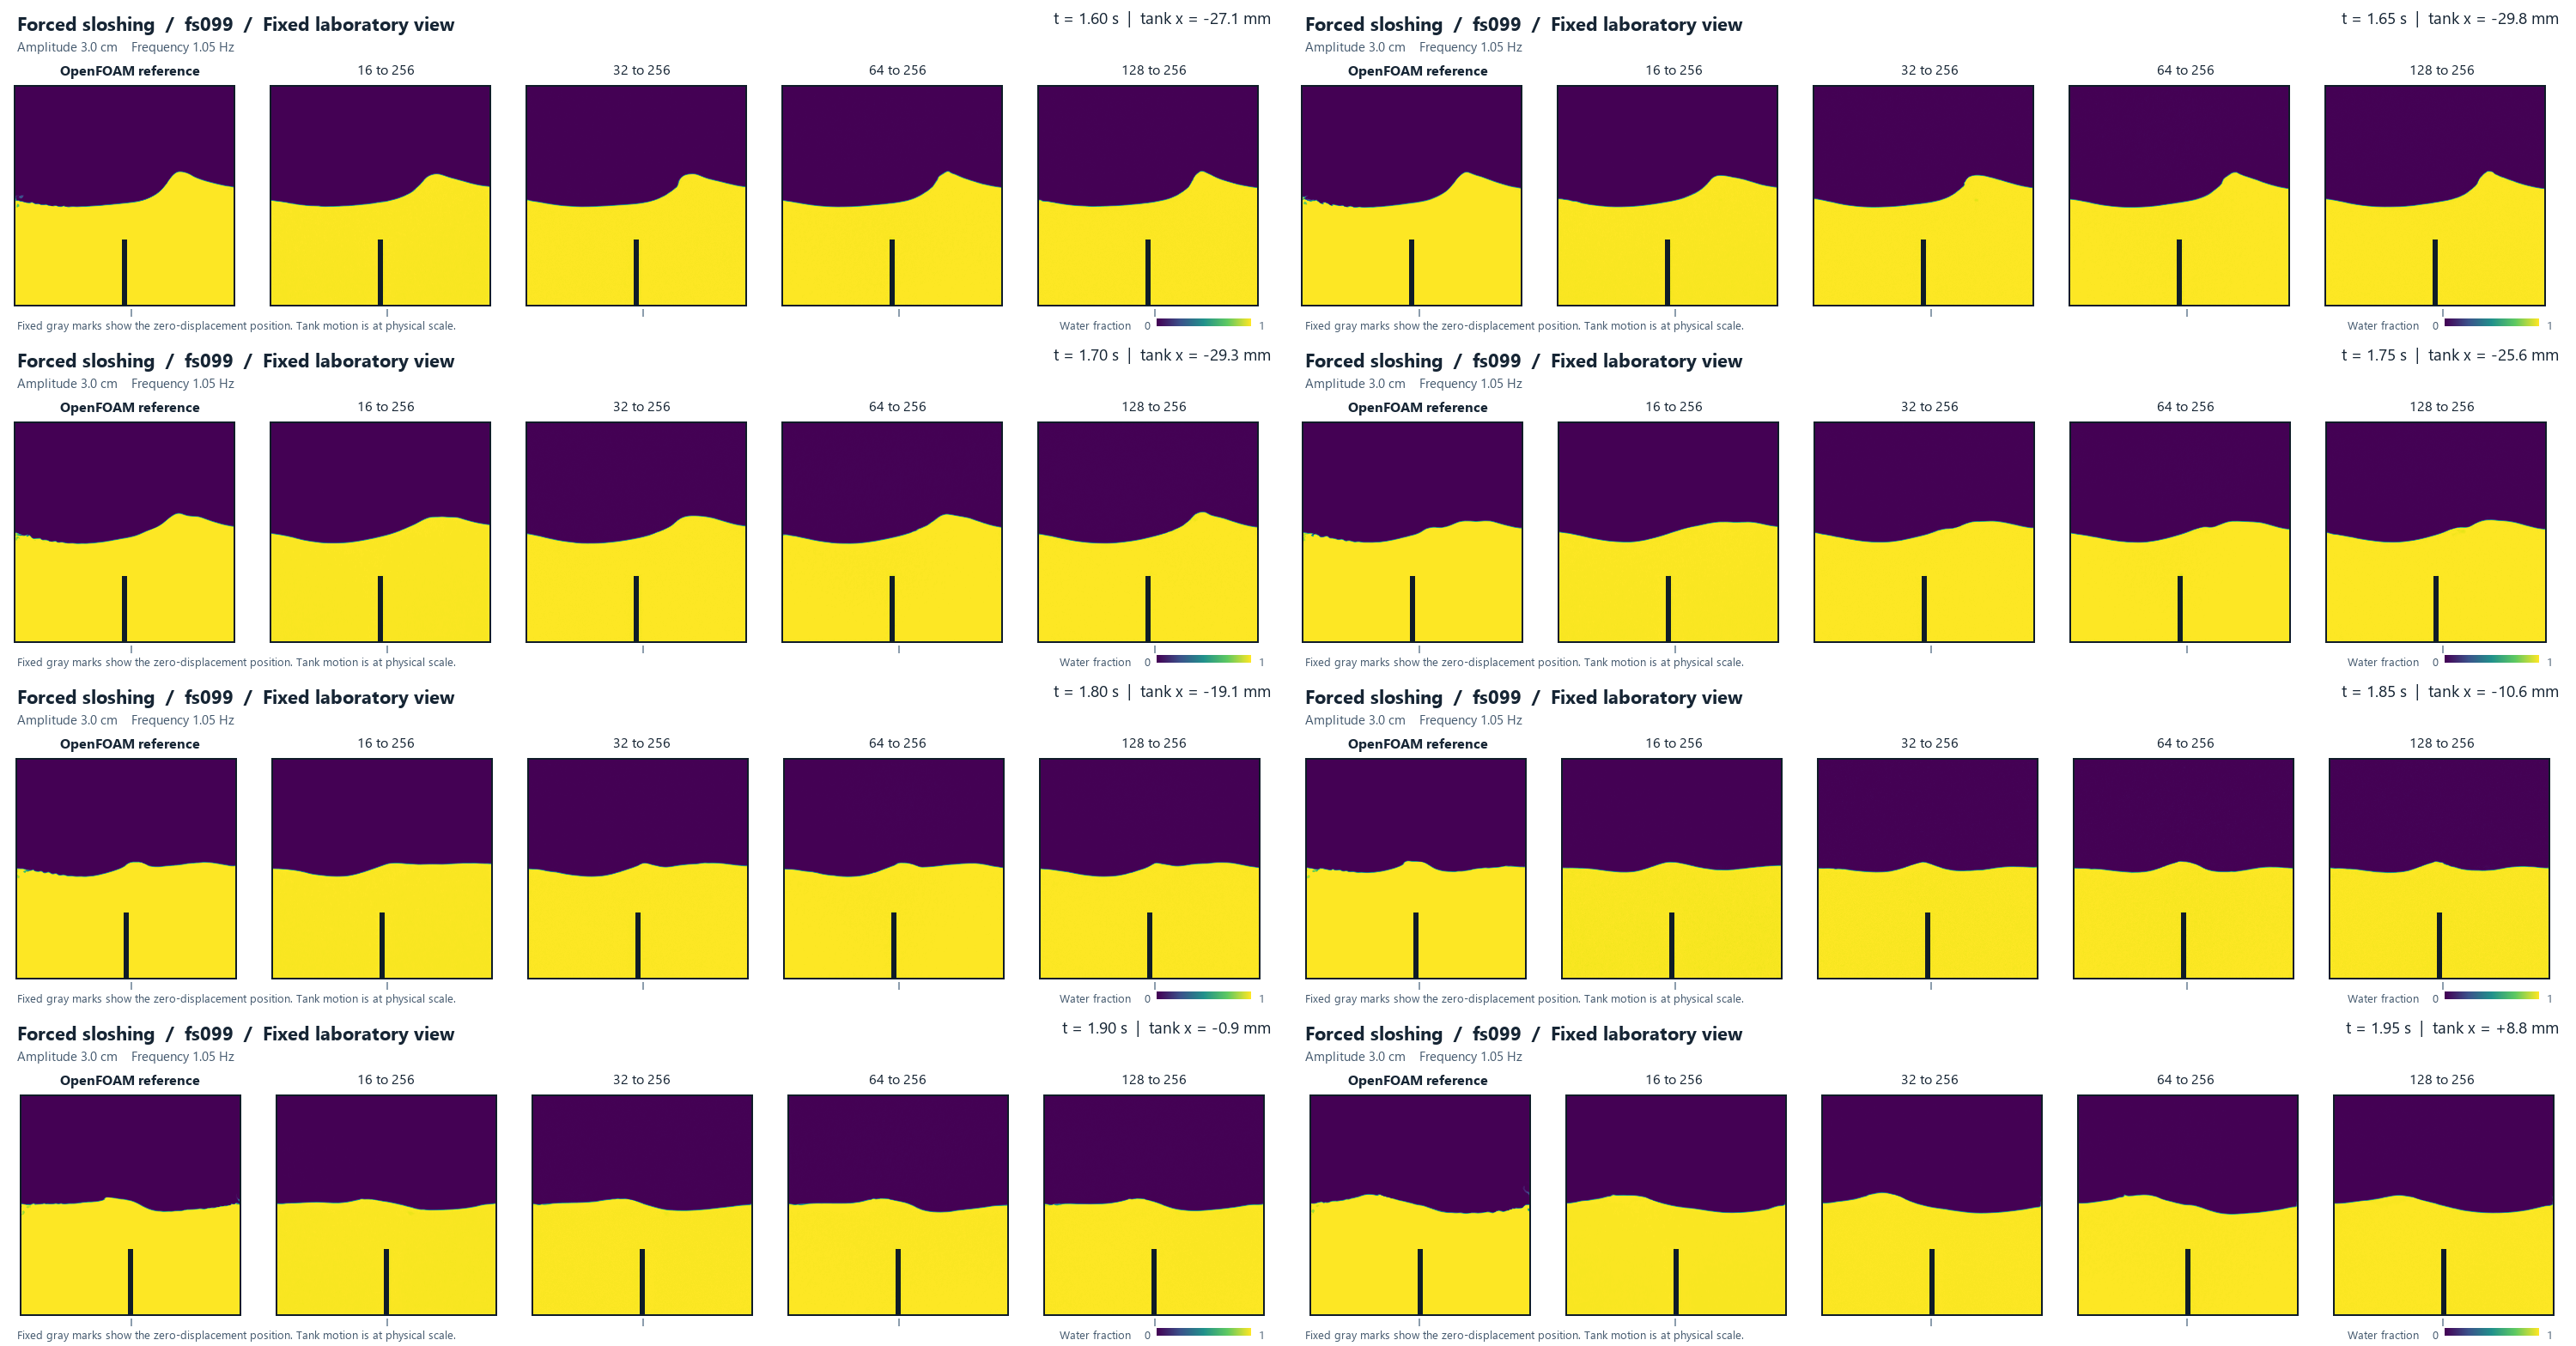 Forced sloshing / fs099 / Fixed laboratory view
t = 1.60 s | tank x = -27.1 mm
Amplitude 3.0 cm Frequency 1.05 Hz
OpenFOAM reference
16 to 256
32 to 256
64 to 256
128 to 256
Fixed gray marks show the zero-displacement position. Tank motion is at physical scale.
Water fraction 0 1
Forced sloshing / fs099 / Fixed laboratory view
t = 1.65 s | tank x = -29.8 mm
Amplitude 3.0 cm Frequency 1.05 Hz
OpenFOAM reference
16 to 256
32 to 256
64 to 256
128 to 256
Fixed gray marks show the zero-displacement position. Tank motion is at physical scale.
Water fraction 0 1
Forced sloshing / fs099 / Fixed laboratory view
t = 1.70 s | tank x = -29.3 mm
Amplitude 3.0 cm Frequency 1.05 Hz
OpenFOAM reference
16 to 256
32 to 256
64 to 256
128 to 256
Fixed gray marks show the zero-displacement position. Tank motion is at physical scale.
Water fraction 0 1
Forced sloshing / fs099 / Fixed laboratory view
t = 1.75 s | tank x = -25.6 mm
Amplitude 3.0 cm Frequency 1.05 Hz
OpenFOAM reference
16 to 256
32 to 256
64 to 256
128 to 256
Fixed gray marks show the zero-displacement position. Tank motion is at physical scale.
Water fraction 0 1
Forced sloshing / fs099 / Fixed laboratory view
t = 1.80 s | tank x = -19.1 mm
Amplitude 3.0 cm Frequency 1.05 Hz
OpenFOAM reference
16 to 256
32 to 256
64 to 256
128 to 256
Fixed gray marks show the zero-displacement position. Tank motion is at physical scale.
Water fraction 0 1
Forced sloshing / fs099 / Fixed laboratory view
t = 1.85 s | tank x = -10.6 mm
Amplitude 3.0 cm Frequency 1.05 Hz
OpenFOAM reference
16 to 256
32 to 256
64 to 256
128 to 256
Fixed gray marks show the zero-displacement position. Tank motion is at physical scale.
Water fraction 0 1
Forced sloshing / fs099 / Fixed laboratory view
t = 1.90 s | tank x = -0.9 mm
Amplitude 3.0 cm Frequency 1.05 Hz
OpenFOAM reference
16 to 256
32 to 256
64 to 256
128 to 256
Fixed gray marks show the zero-displacement position. Tank motion is at physical scale.
Water fraction 0 1
Forced sloshing / fs099 / Fixed laboratory view
t = 1.95 s | tank x = +8.8 mm
Amplitude 3.0 cm Frequency 1.05 Hz
OpenFOAM reference
16 to 256
32 to 256
64 to 256
128 to 256
Fixed gray marks show the zero-displacement position. Tank motion is at physical scale.
Water fraction 0 1